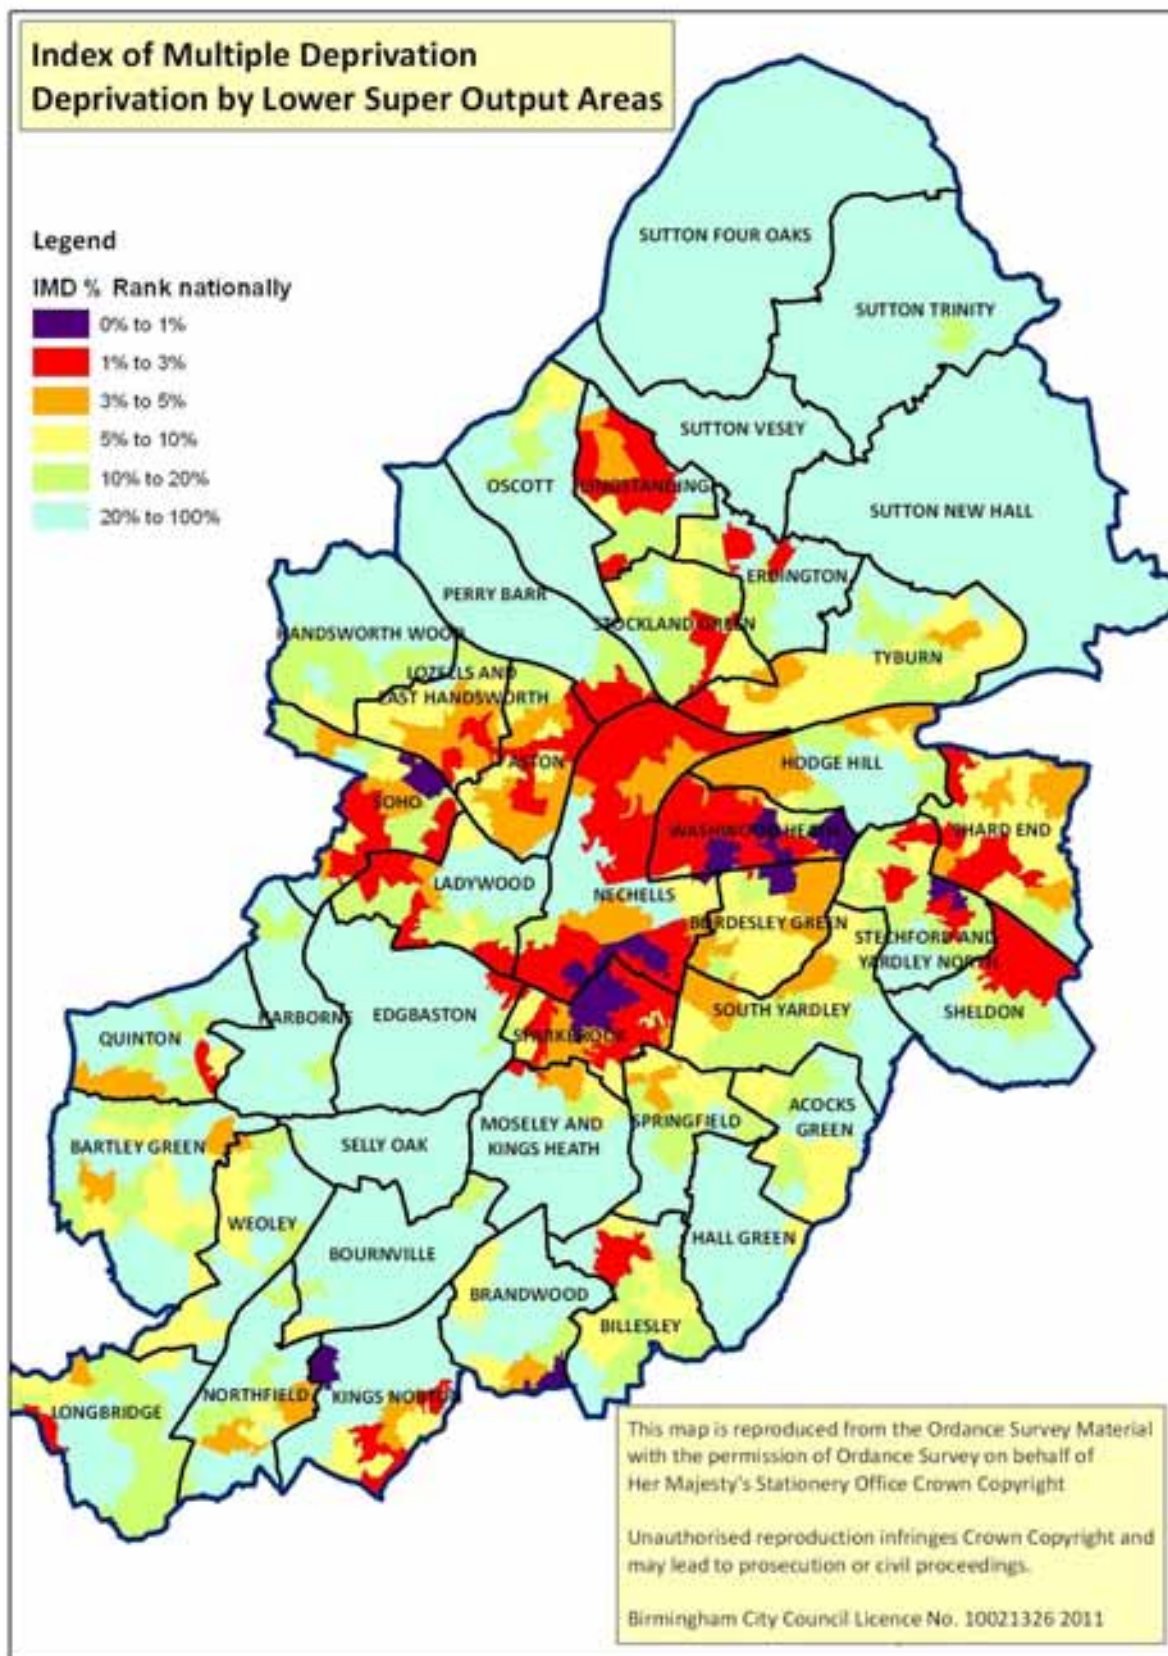 Index of Multiple Deprivation
Deprivation by Lower Super Output Areas
Legend
IMD % Rank nationally
0% to 1%
1% to 3%
3% to 5%
5% to 10%
10% to 20%
20% to 100%
SUTTON FOUR OAKS
SUTTON TRINITY
SUTTON VESEY
OSCOTT
KINGSTANDING
SUTTON NEW HALL
ERDINGTON
PERRY BARR
HANDSWORTH WOOD
STOCKLAND GREEN
TYBURN
LOZELLS AND
EAST HANDSWORTH
ASTON
HODGE HILL
SOHO
WASHWOOD HEATH
SHARD END
LADYWOOD
NECHELLS
BORDESLEY GREEN
STECHFORD AND
YARDLEY NORTH
SOUTH YARDLEY
SHELDON
HARBORNE
EDGBASTON
QUINTON
SPARKBROOK
ACOCKS
GREEN
MOSELEY AND
KINGS HEATH
SPRINGFIELD
BARTLEY GREEN
SELLY OAK
WEOLEY
HALL GREEN
BOURNVILLE
BRANDWOOD
BILLESLEY
NORTHFIELD
KINGS NORTON
LONGBRIDGE
This map is reproduced from the Ordance Survey Material
with the permission of Ordance Survey on behalf of
Her Majesty's Stationery Office Crown Copyright
Unauthorised reproduction infringes Crown Copyright and
may lead to prosecution or civil proceedings.
Birmingham City Council Licence No. 10021326 2011